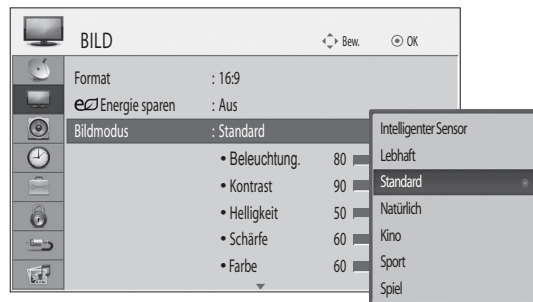 BILD
Bew.
OK
Format : 16:9
Energie sparen : Aus
Bildmodus : Standard
• Beleuchtung. 80
• Kontrast 90
• Helligkeit 50
• Schärfe 60
• Farbe 60
Intelligenter Sensor
Lebhaft
Standard
Natürlich
Kino
Sport
Spiel